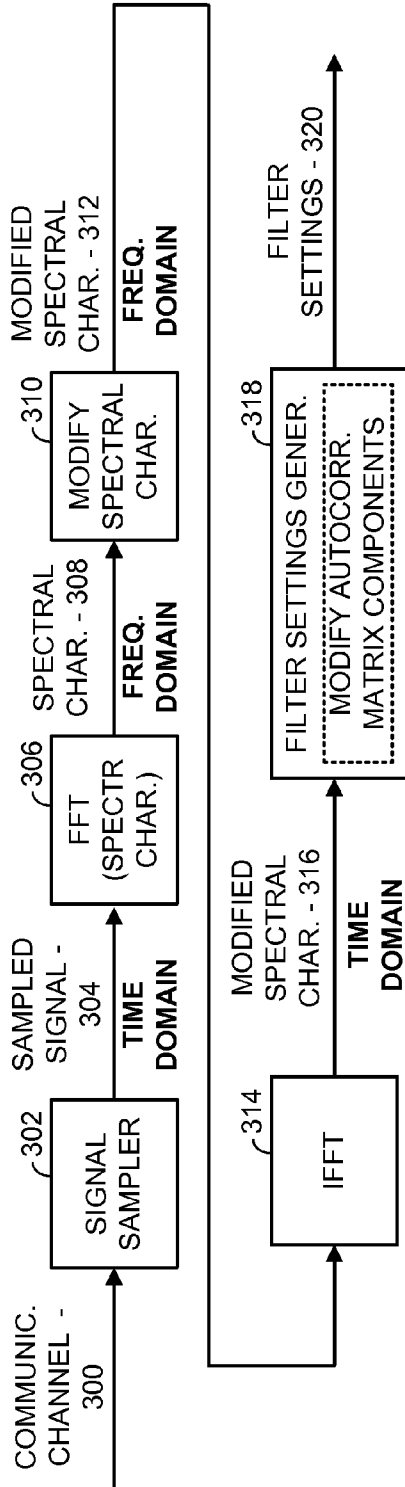 COMMUNIC.
CHANNEL -
300
302
SIGNAL
SAMPLER
SAMPLED
SIGNAL -
304
TIME
DOMAIN
306
FFT
(SPECTR
CHAR.)
SPECTRAL
CHAR. - 308
FREQ.
DOMAIN
310
MODIFY
SPECTRAL
CHAR.
MODIFIED
SPECTRAL
CHAR. - 312
FREQ.
DOMAIN
314
IFFT
MODIFIED
SPECTRAL
CHAR. - 316
TIME
DOMAIN
318
FILTER SETTINGS GENER.
MODIFY AUTOCORR.
MATRIX COMPONENTS
FILTER
SETTINGS - 320